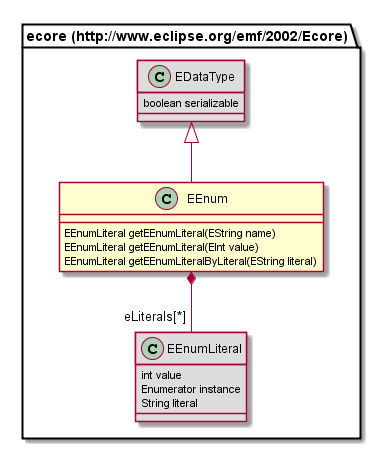 ecore (http://www.eclipse.org/emf/2002/Ecore)
C EDataType
boolean serializable
C EEnum
EEnumLiteral getEEnumLiteral(EString name)
EEnumLiteral getEEnumLiteral(EInt value)
EEnumLiteral getEEnumLiteralByLiteral(EString literal)
eLiterals[*]
C EEnumLiteral
int value
Enumerator instance
String literal